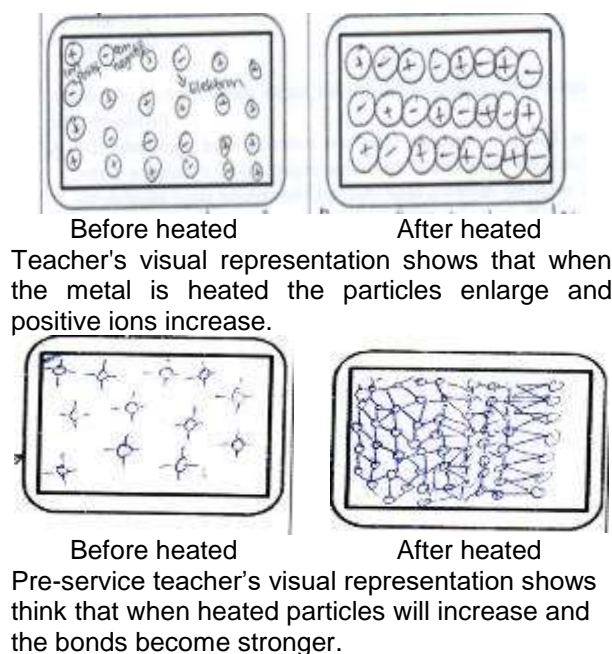 Elektron
Before heated After heated
Teacher's visual representation shows that when
the metal is heated the particles enlarge and
positive ions increase.
Before heated After heated
Pre-service teacher's visual representation shows
think that when heated particles will increase and
the bonds become stronger.